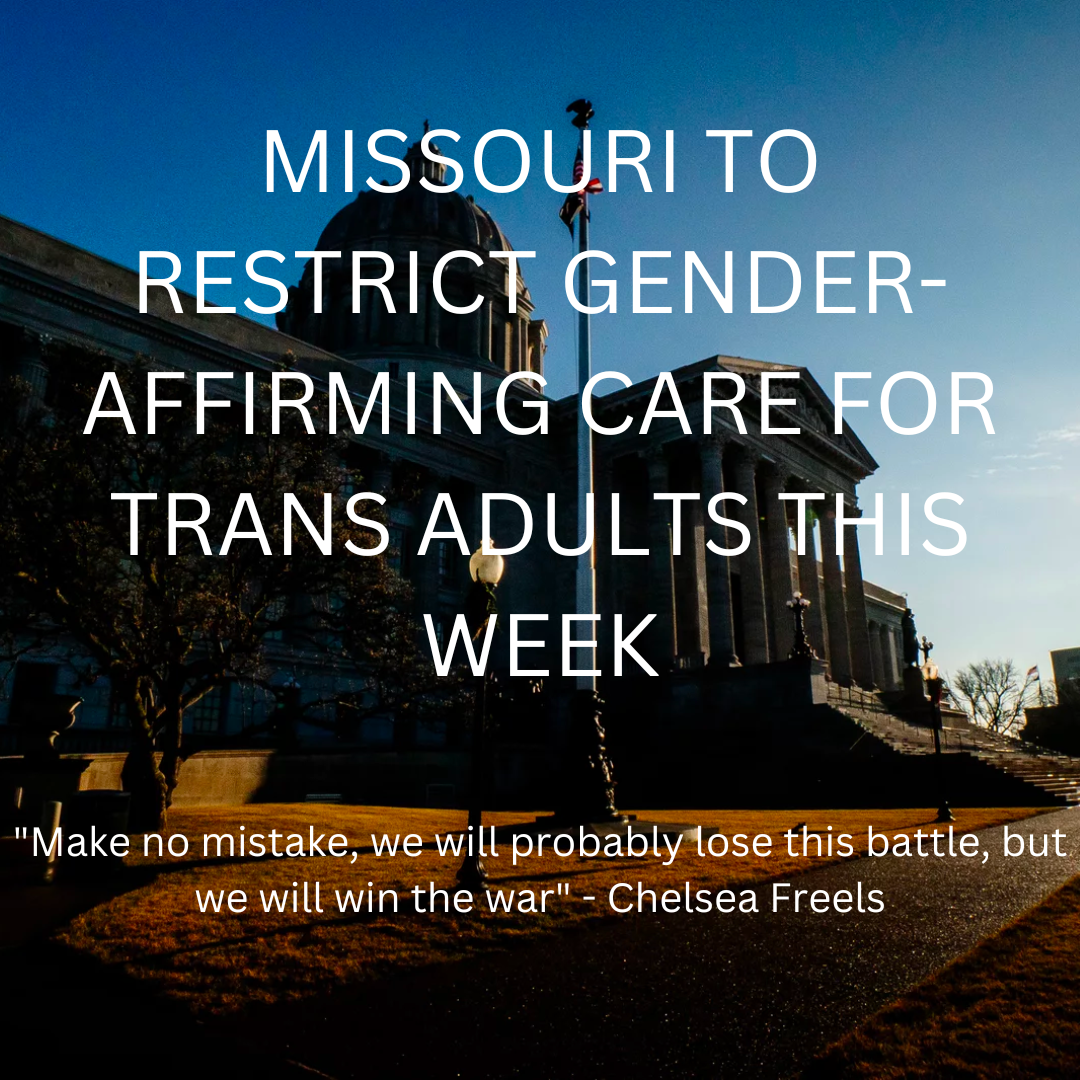 MISSOURI TO
RESTRICT GENDER-
AFFIRMING CARE FOR
TRANS ADULTS THIS
WEEK
"Make no mistake, we will probably lose this battle, but
we will win the war" - Chelsea Freels